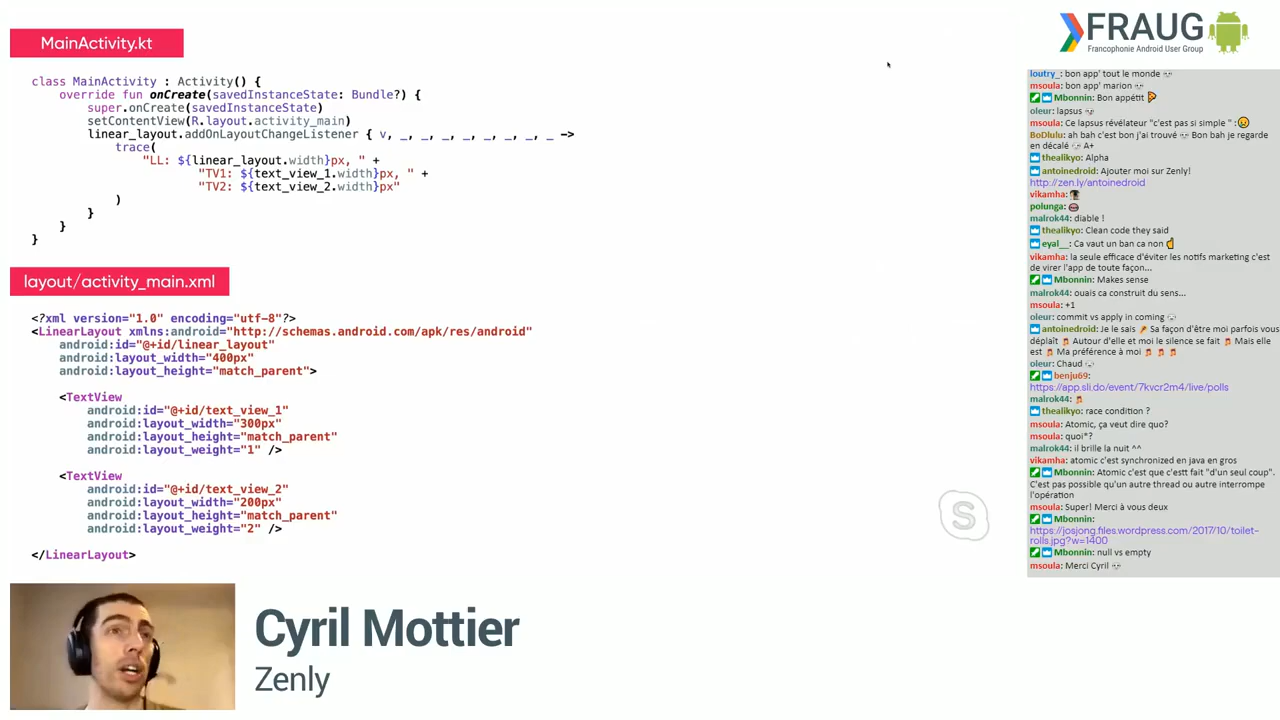 MainActivity.kt
class MainActivity : Activity() {
override fun onCreate(savedInstanceState: Bundle?) {
super.onCreate(savedInstanceState)
setContentView(R.layout.activity_main)
linear_layout.addOnLayoutChangeListener { v, _, _, _, _, _, _, _, _ ->
trace(
"LL: ${linear_layout.width}px, " +
"TV1: ${text_view_1.width}px, " +
"TV2: ${text_view_2.width}px"
)
}
}
}
layout/activity_main.xml
<?xml version="1.0" encoding="utf-8"?>
<LinearLayout xmlns:android="http://schemas.android.com/apk/res/android"
android:id="@+id/linear_layout"
android:layout_width="400px"
android:layout_height="match_parent">
<TextView
android:id="@+id/text_view_1"
android:layout_width="300px"
android:layout_height="match_parent"
android:layout_weight="1" />
<TextView
android:id="@+id/text_view_2"
android:layout_width="200px"
android:layout_height="match_parent"
android:layout_weight="2" />
</LinearLayout>
Cyril Mottier
Zenly
FRAUG
Francophonie Android User Group
loutry_: bon app' tout le monde
msoula: bon app' marion
Mbonnin: Bon appétit
oleur: lapsus
msoula: Ce lapsus révélateur "c'est pas si simple" :
BoDlulu: ah bah c'est bon j'ai trouvé Bon bah je regarde
en décalé A+
thealikyo: Alpha
antoinedroid: Ajouter moi sur Zenly!
http://zen.ly/antoinedroid
vikamha:
polunga:
malrok44: diable !
thealikyo: Clean code they said
eyal__: Ca vaut un ban ca non
vikamha: la seule efficace d'éviter les notifs marketing c'est
de virer l'app de toute façon...
Mbonnin: Makes sense
malrok44: ouais ca construit du sens...
msoula: +1
oleur: commit vs apply in coming
antoinedroid: Je le sais Sa façon d'être moi parfois vous
déplaît Autour d'elle et moi le silence se fait Mais elle
est Ma préférence à moi
oleur: Chaud
benju69:
https://app.sli.do/event/7kvcr2m4/live/polls
malrok44:
thealikyo: race condition ?
msoula: Atomic, ça veut dire quo?
msoula: quoi*?
malrok44: il brille la nuit ^^
vikamha: atomic c'est synchronized en java en gros
Mbonnin: Atomic c'est que c'estt fait "d'un seul coup".
C'est pas possible qu'un autre thread ou autre interrompe
l'opération
msoula: Super! Merci à vous deux
Mbonnin:
https://josjong.files.wordpress.com/2017/10/toilet-
rolls.jpg?w=1400
Mbonnin: null vs empty
msoula: Merci Cyril